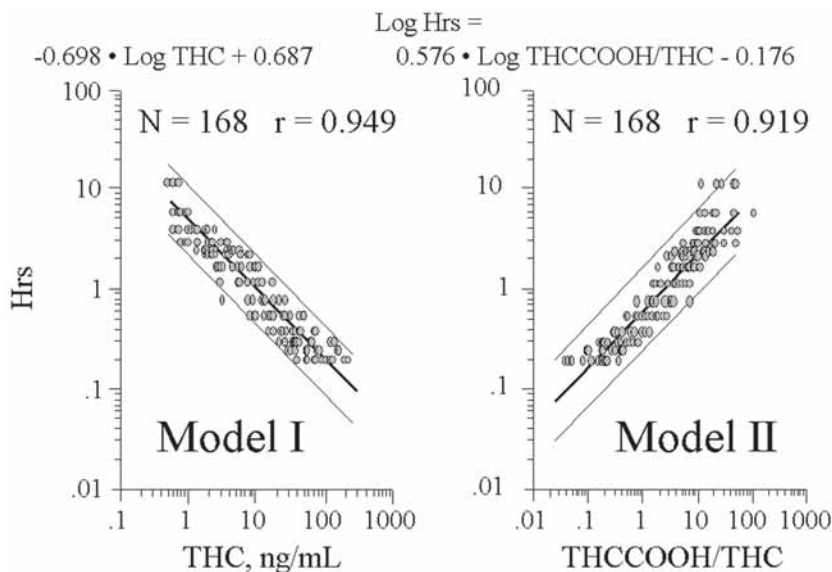 Log Hrs =
-0.698 • Log THC + 0.687
0.576 • Log THCCOOH/THC - 0.176
100
N = 168 r = 0.949
10
1
.1
.01
Hrs
Model I
.1 1 10 100 1000
THC, ng/mL
100
N = 168 r = 0.919
10
1
.1
.01
Model II
.01 0.1 1 10 100 1000
THCCOOH/THC